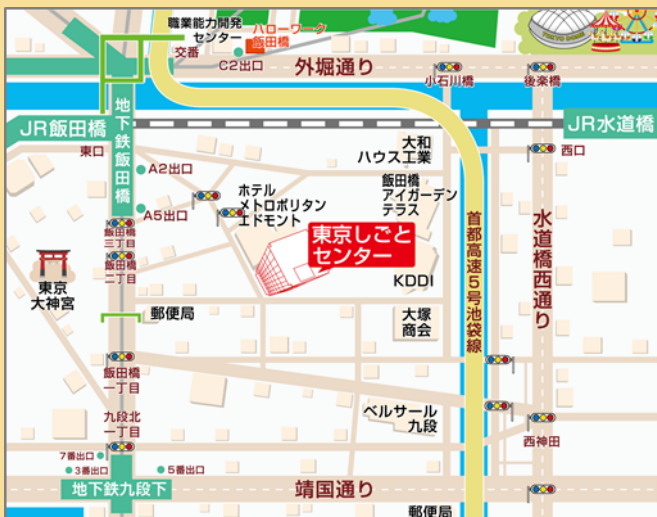 職業能力開発
センター
ハローワーク
飯田橋
交番
C2出口
外堀通り
TOKYO DOME
小石川橋
後楽橋
JR飯田橋
地下鉄飯田橋
JR水道橋
東口
西口
大和
ハウス工業
A2出口
ホテル
メトロポリタン
エドモント
飯田橋
アイガーデン
テラス
A5出口
飯田橋
三丁目
東京しごと
センター
首都高速5号池袋線
水道橋西通り
飯田橋
二丁目
東京
大神宮
KDDI
郵便局
大塚
商会
飯田橋
一丁目
九段北
一丁目
ベルサール
九段
西神田
7番出口
3番出口
5番出口
地下鉄九段下
靖国通り
郵便局